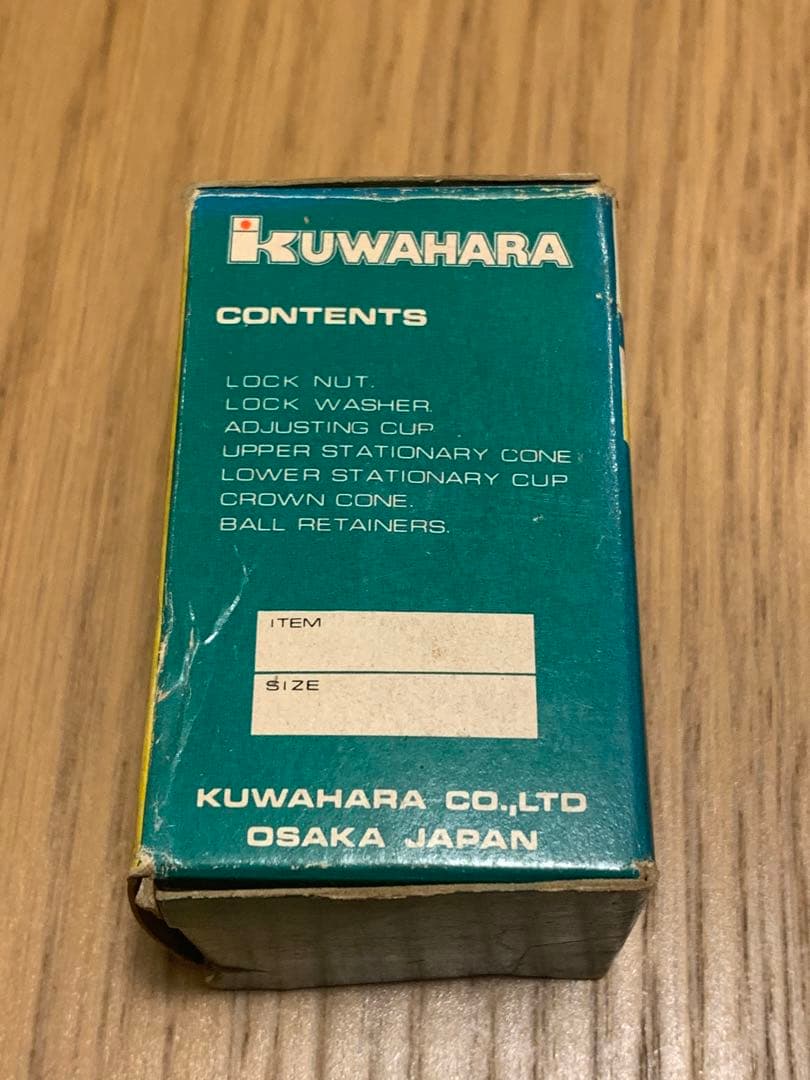 KUWAHARA
CONTENTS
LOCK NUT.
LOCK WASHER.
ADJUSTING CUP
UPPER STATIONARY CONE
LOWER STATIONARY CUP
CROWN CONE.
BALL RETAINERS.
ITEM
SIZE
KUWAHARA CO.,LTD
OSAKA JAPAN